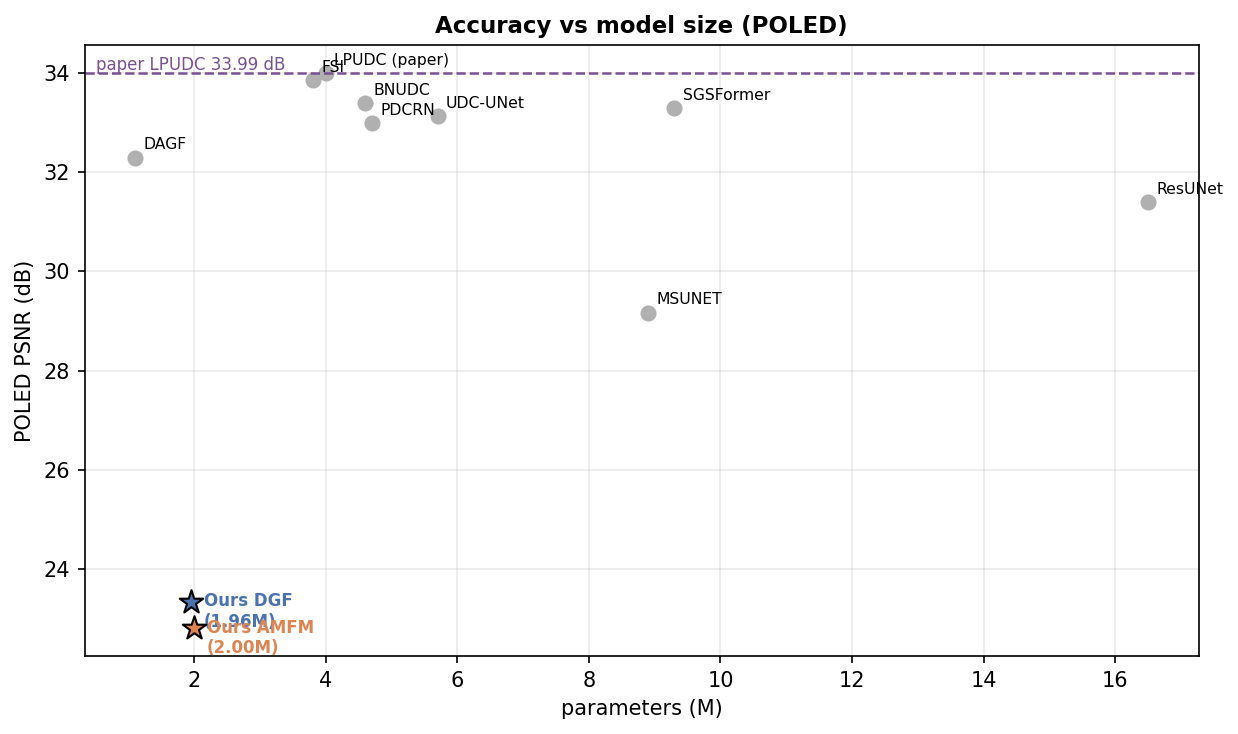 Accuracy vs model size (POLED)
paper LPUDC 33.99 dB
LPUDC (paper)
FSI
BNUDC
PDCRN
UDC-UNet
SGSFormer
DAGF
ResUNet
MSUNET
Ours DGF
(1.96M)
Ours AMFM
(2.00M)
POLED PSNR (dB)
34
32
30
28
26
24
2
4
6
8
10
12
14
16
parameters (M)